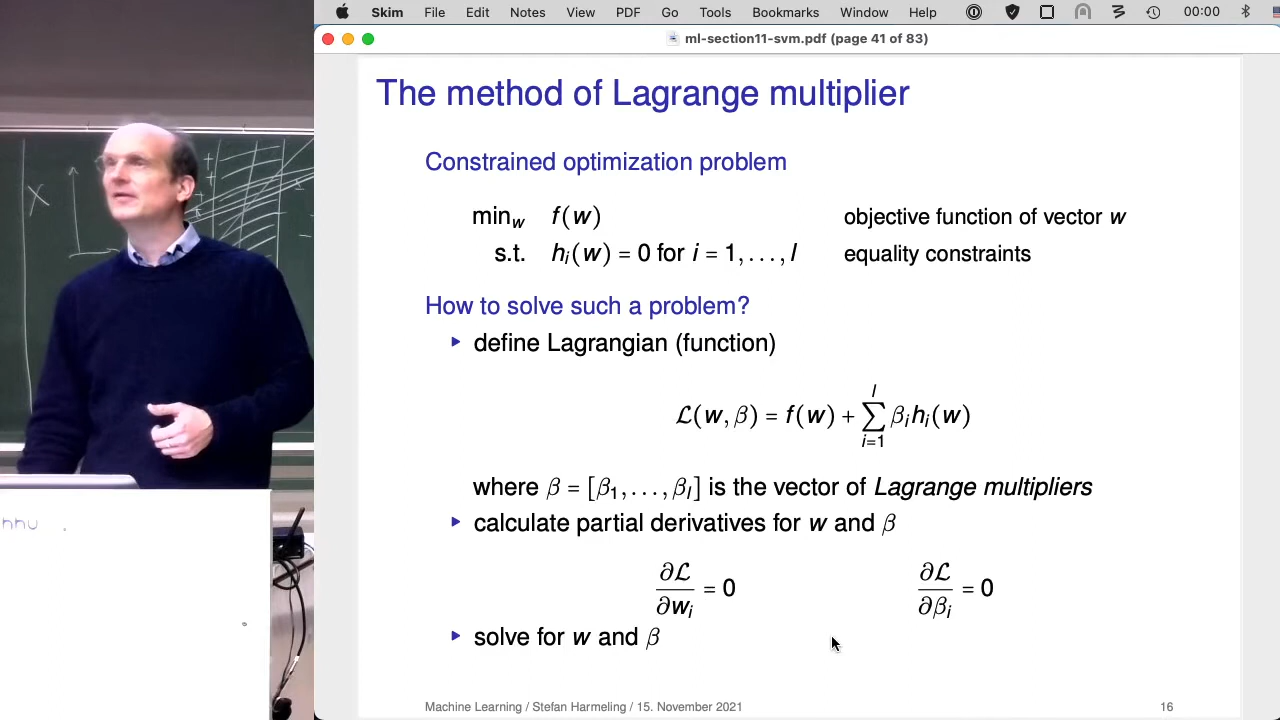 Skim File Edit Notes View PDF Go Tools Bookmarks Window Help 00:00
ml-section11-svm.pdf (page 41 of 83)
The method of Lagrange multiplier
Constrained optimization problem
min_w f(w) objective function of vector w
s.t. h_i(w) = 0 for i = 1, . . . , l equality constraints
How to solve such a problem?
▸ define Lagrangian (function)
ℒ(w, β) = f(w) + ∑_{i=1}^{l} β_i h_i(w)
where β = [β_1, . . . , β_l] is the vector of Lagrange multipliers
▸ calculate partial derivatives for w and β
∂ℒ/∂w_i = 0 ∂ℒ/∂β_i = 0
▸ solve for w and β
Machine Learning / Stefan Harmeling / 15. November 2021 16
X
hhu